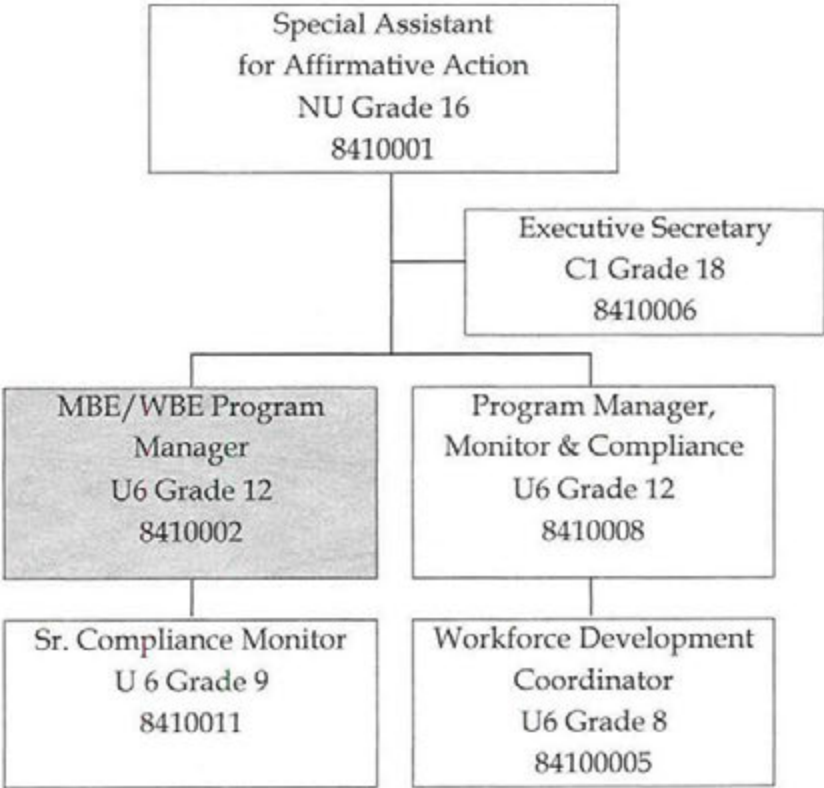 Special Assistant
for Affirmative Action
NU Grade 16
8410001
Executive Secretary
C1 Grade 18
8410006
MBE/WBE Program
Manager
U6 Grade 12
8410002
Program Manager,
Monitor & Compliance
U6 Grade 12
8410008
Sr. Compliance Monitor
U 6 Grade 9
8410011
Workforce Development
Coordinator
U6 Grade 8
84100005